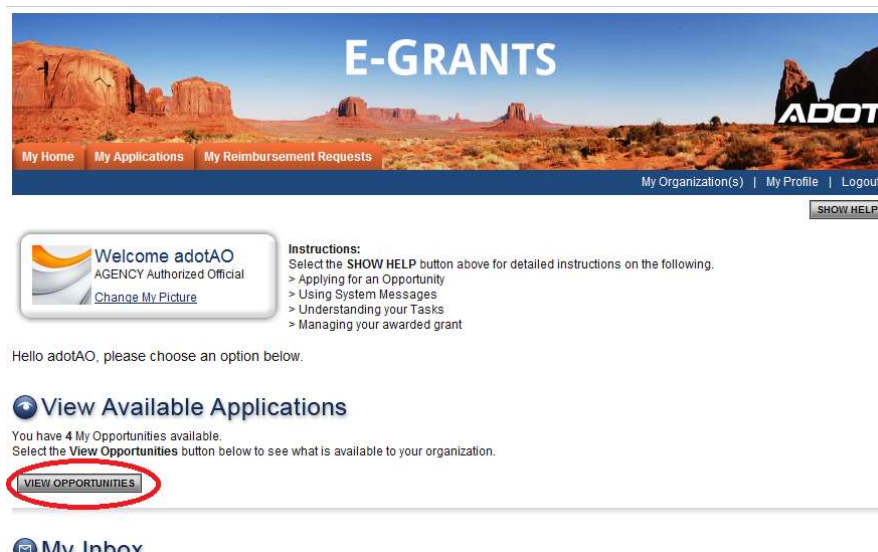 E-GRANTS
ADOT
My Home My Applications My Reimbursement Requests
My Organization(s) | My Profile | Logout
SHOW HELP
Welcome adotAO
AGENCY Authorized Official
Change My Picture
Instructions:
Select the SHOW HELP button above for detailed instructions on the following.
> Applying for an Opportunity
> Using System Messages
> Understanding your Tasks
> Managing your awarded grant
Hello adotAO, please choose an option below.
View Available Applications
You have 4 My Opportunities available.
Select the View Opportunities button below to see what is available to your organization.
VIEW OPPORTUNITIES
My Inbox